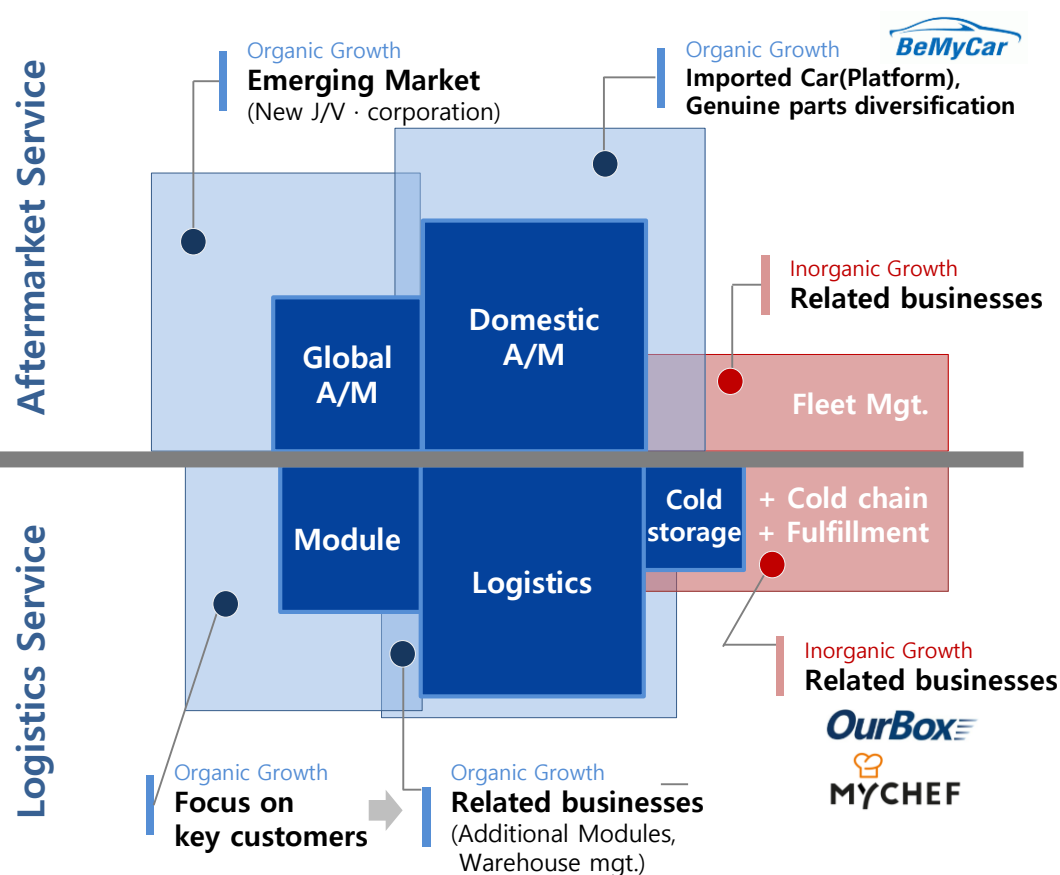 Aftermarket Service
Organic Growth
Emerging Market
(New J/V · corporation)
Organic Growth
BeMyCar
Imported Car(Platform),
Genuine parts diversification
Inorganic Growth
Related businesses
Global
A/M
Domestic
A/M
Fleet Mgt.
Logistics Service
Module
Logistics
Cold
storage
+ Cold chain
+ Fulfillment
Inorganic Growth
Related businesses
OurBox
MYCHEF
Organic Growth
Focus on
key customers
Organic Growth
Related businesses
(Additional Modules,
Warehouse mgt.)